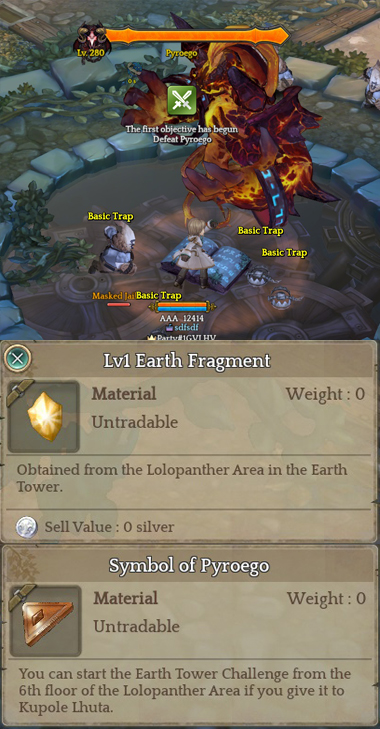 Lv. 280
Pyroego
The first objective has begun
Defeat Pyroego
Basic Trap
Basic Trap
Basic Trap
Basic Trap
AAA_12414
sdfsdf
Lv1 Earth Fragment
Material
Weight : 0
Untradable
Obtained from the Lolopanther Area in the Earth
Tower.
Sell Value : 0 silver
Symbol of Pyroego
Material
Weight : 0
Untradable
You can start the Earth Tower Challenge from the
6th floor of the Lolopanther Area if you give it to
Kupole Lhuta.